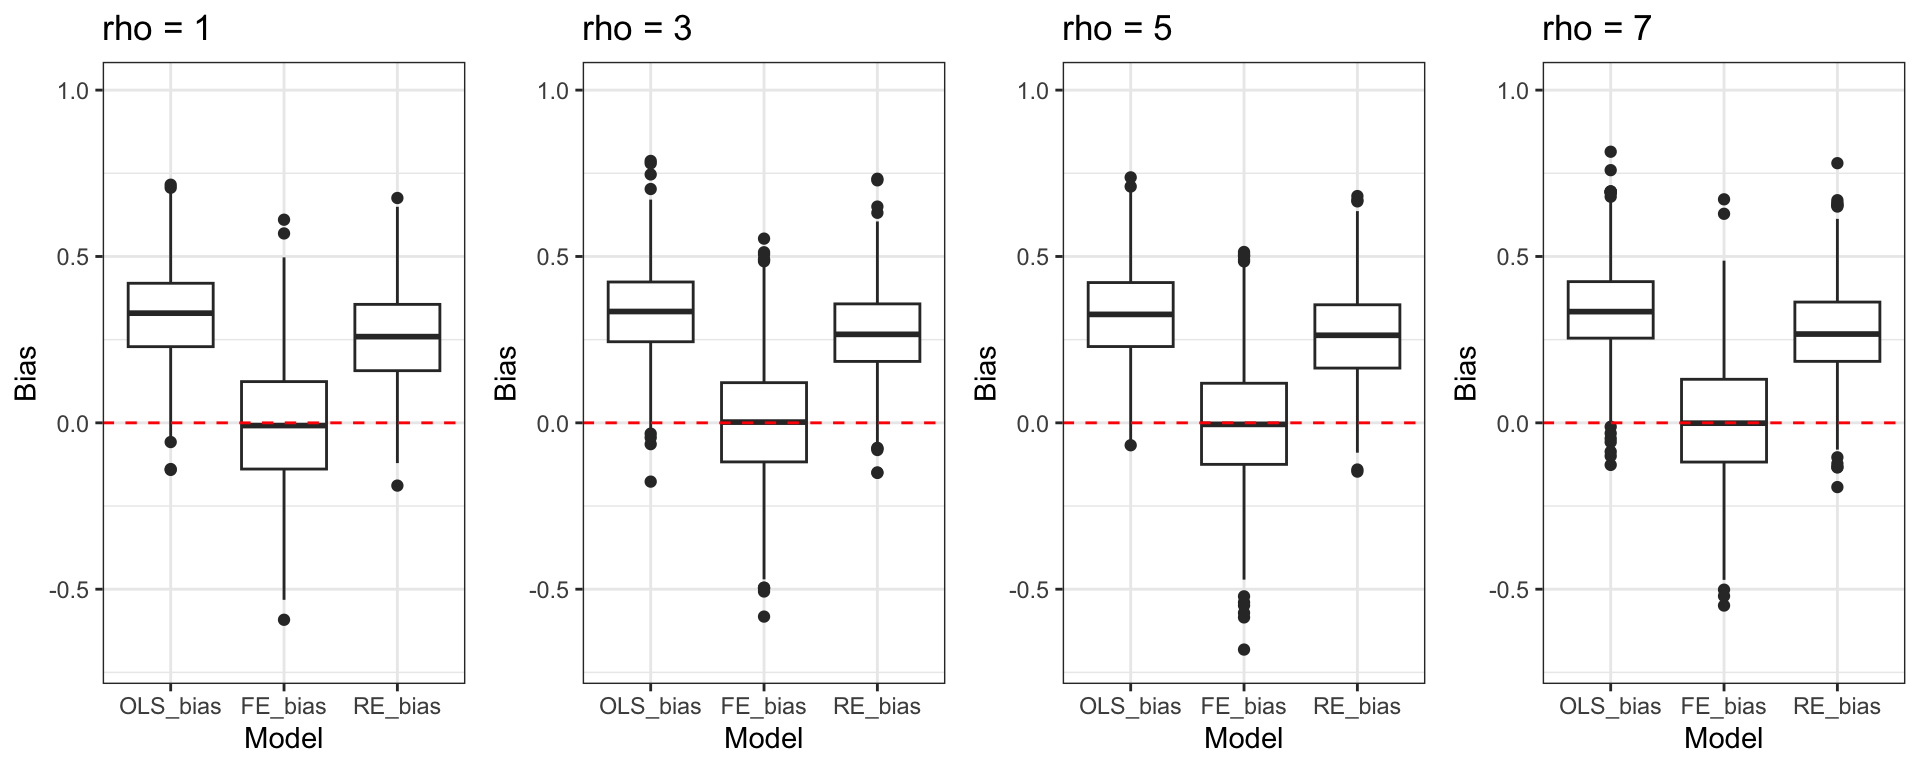 rho = 1
1.0
0.5
0.0
-0.5
Bias
OLS_bias FE_bias RE_bias
Model
rho = 3
1.0
0.5
0.0
-0.5
Bias
OLS_bias FE_bias RE_bias
Model
rho = 5
1.0
0.5
0.0
-0.5
Bias
OLS_bias FE_bias RE_bias
Model
rho = 7
1.0
0.5
0.0
-0.5
Bias
OLS_bias FE_bias RE_bias
Model